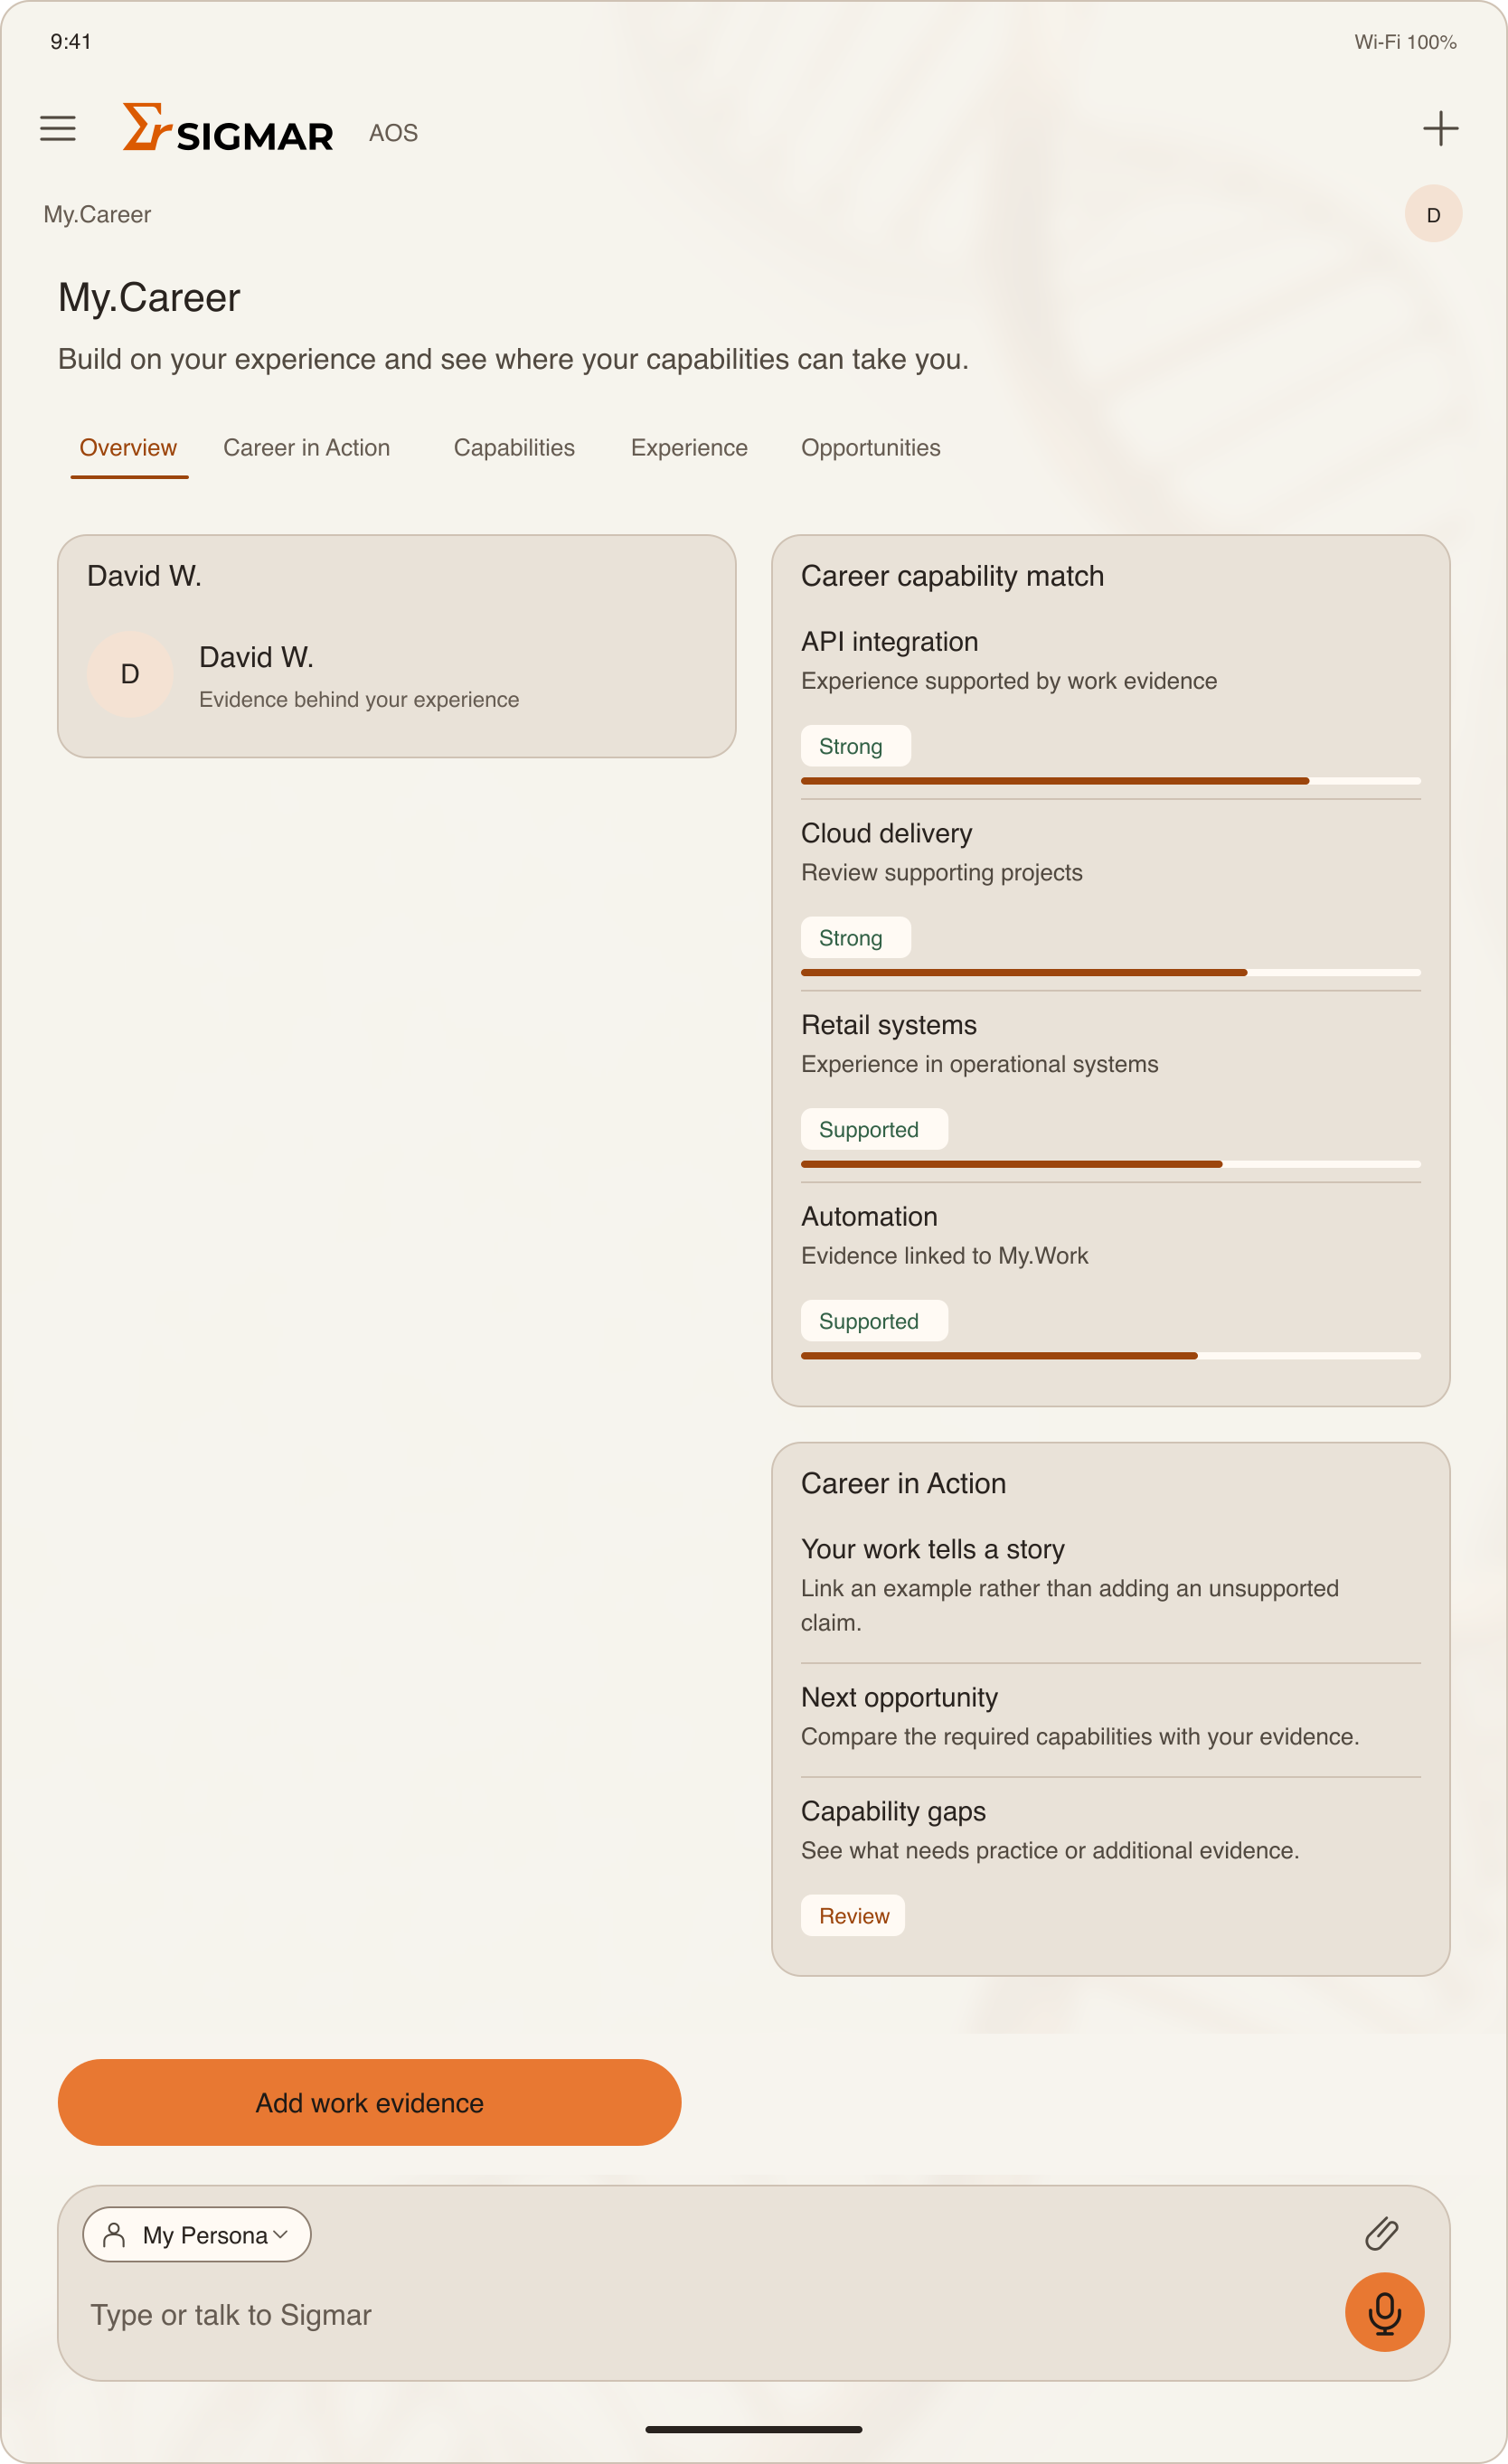 9:41
Wi-Fi 100%
SIGMAR
AOS
My.Career
D
My.Career
Build on your experience and see where your capabilities can take you.
Overview
Career in Action
Capabilities
Experience
Opportunities
David W.
D
David W.
Evidence behind your experience
Career capability match
API integration
Experience supported by work evidence
Strong
Cloud delivery
Review supporting projects
Strong
Retail systems
Experience in operational systems
Supported
Automation
Evidence linked to My.Work
Supported
Career in Action
Your work tells a story
Link an example rather than adding an unsupported
claim.
Next opportunity
Compare the required capabilities with your evidence.
Capability gaps
See what needs practice or additional evidence.
Review
Add work evidence
My Persona
Type or talk to Sigmar